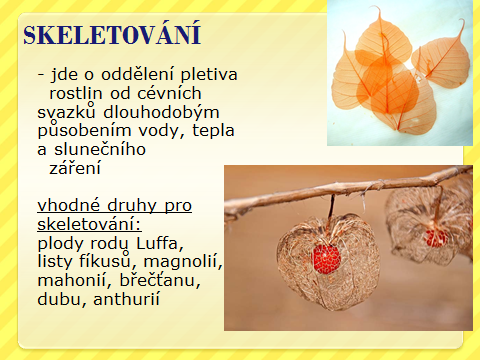 SKELETOVÁNÍ
- jde o oddělení pletiva
rostlin od cévních
svazků dlouhodobým
působením vody, tepla
a slunečního
záření
vhodné druhy pro
skeletování:
plody rodu Luffa,
listy fíkusů, magnolií,
mahonií, břečťanu,
dubu, anthurií